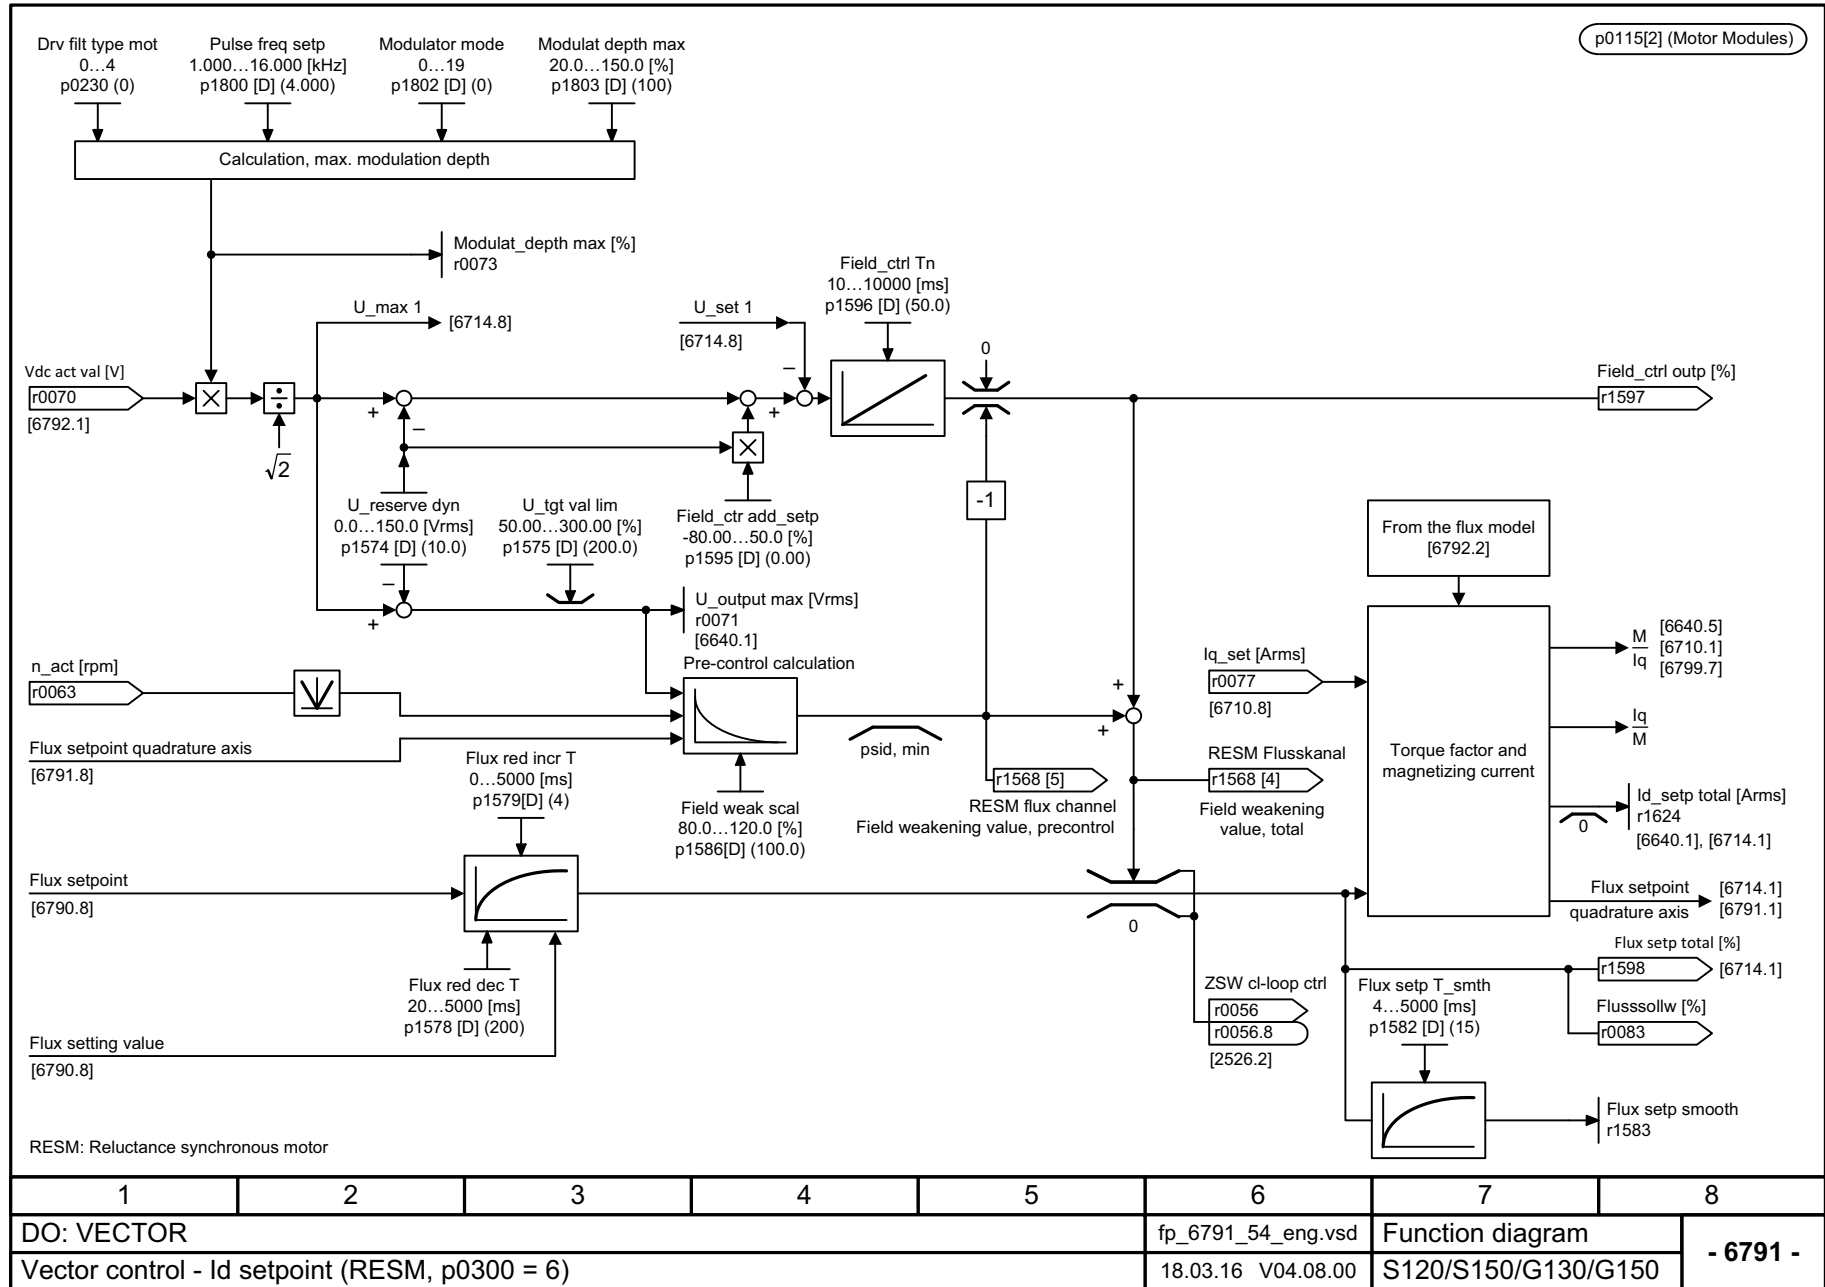 p0115[2] (Motor Modules)
Drv filt type mot
0…4
p0230 (0)
Pulse freq setp
1.000…16.000 [kHz]
p1800 [D] (4.000)
Modulator mode
0…19
p1802 [D] (0)
Modulat depth max
20.0…150.0 [%]
p1803 [D] (100)
Calculation, max. modulation depth
Modulat_depth max [%]
r0073
U_max 1
[6714.8]
U_set 1
[6714.8]
Field_ctrl Tn
10…10000 [ms]
p1596 [D] (50.0)
0
Vdc act val [V]
r0070
[6792.1]
×
÷
√2
+
–
+
–
×
Field_ctrl outp [%]
r1597
U_reserve dyn
0.0…150.0 [Vrms]
p1574 [D] (10.0)
U_tgt val lim
50.00…300.00 [%]
p1575 [D] (200.0)
Field_ctr add_setp
-80.00…50.0 [%]
p1595 [D] (0.00)
-1
From the flux model
[6792.2]
–
+
U_output max [Vrms]
r0071
[6640.1]
n_act [rpm]
r0063
Pre-control calculation
Flux setpoint quadrature axis
[6791.8]
psid, min
+
+
Iq_set [Arms]
r0077
[6710.8]
Torque factor and
magnetizing current
M
Iq
[6640.5]
[6710.1]
[6799.7]
Iq
M
Flux red incr T
0…5000 [ms]
p1579[D] (4)
Field weak scal
80.0…120.0 [%]
p1586[D] (100.0)
r1568 [5]
RESM flux channel
Field weakening value, precontrol
RESM Flusskanal
r1568 [4]
Field weakening
value, total
0
Id_setp total [Arms]
r1624
[6640.1], [6714.1]
Flux setpoint
[6790.8]
0
Flux setpoint
quadrature axis
[6714.1]
[6791.1]
Flux setp total [%]
r1598
[6714.1]
Flux red dec T
20…5000 [ms]
p1578 [D] (200)
ZSW cl-loop ctrl
r0056
r0056.8
[2526.2]
Flux setp T_smth
4…5000 [ms]
p1582 [D] (15)
Flusssollw [%]
r0083
Flux setting value
[6790.8]
Flux setp smooth
r1583
RESM: Reluctance synchronous motor
1 2 3 4 5 6 7 8
DO: VECTOR
fp_6791_54_eng.vsd
Function diagram
- 6791 -
Vector control - Id setpoint (RESM, p0300 = 6)
18.03.16 V04.08.00
S120/S150/G130/G150